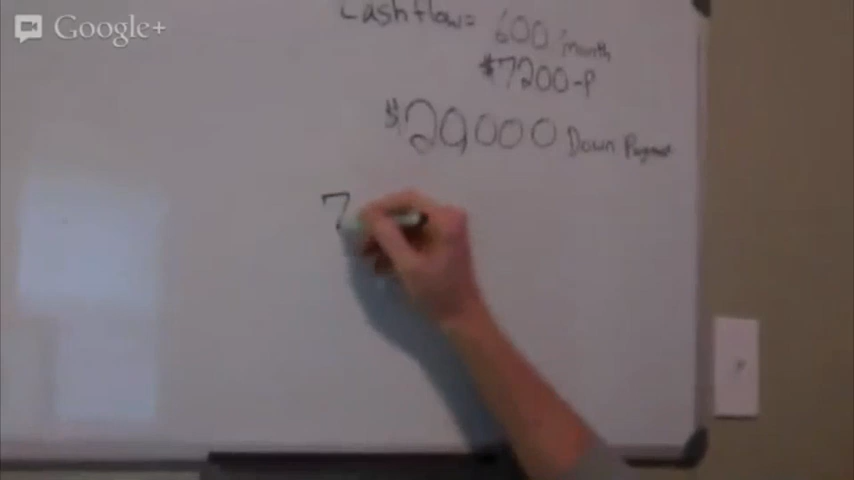 Google+
Cashflow= 600 /month
$7200-P
$20,000 Down Payment
7